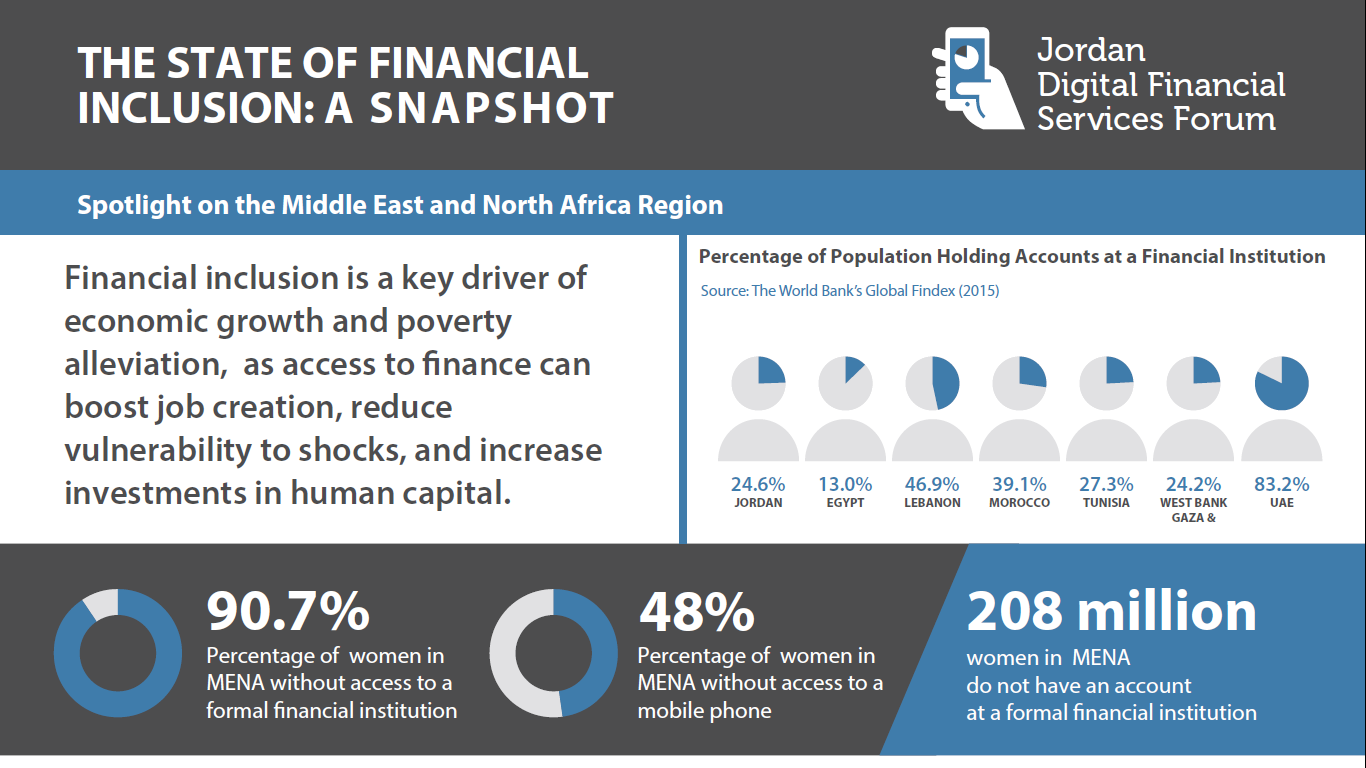 THE STATE OF FINANCIAL
INCLUSION: A SNAPSHOT
Jordan
Digital Financial
Services Forum
Spotlight on the Middle East and North Africa Region
Financial inclusion is a key driver of
economic growth and poverty
alleviation, as access to finance can
boost job creation, reduce
vulnerability to shocks, and increase
investments in human capital.
Percentage of Population Holding Accounts at a Financial Institution
Source: The World Bank's Global Findex (2015)
24.6%
JORDAN
13.0%
EGYPT
46.9%
LEBANON
39.1%
MOROCCO
27.3%
TUNISIA
24.2%
WEST BANK
GAZA &
83.2%
UAE
90.7%
Percentage of women in
MENA without access to a
formal financial institution
48%
Percentage of women in
MENA without access to a
mobile phone
208 million
women in MENA
do not have an account
at a formal financial institution